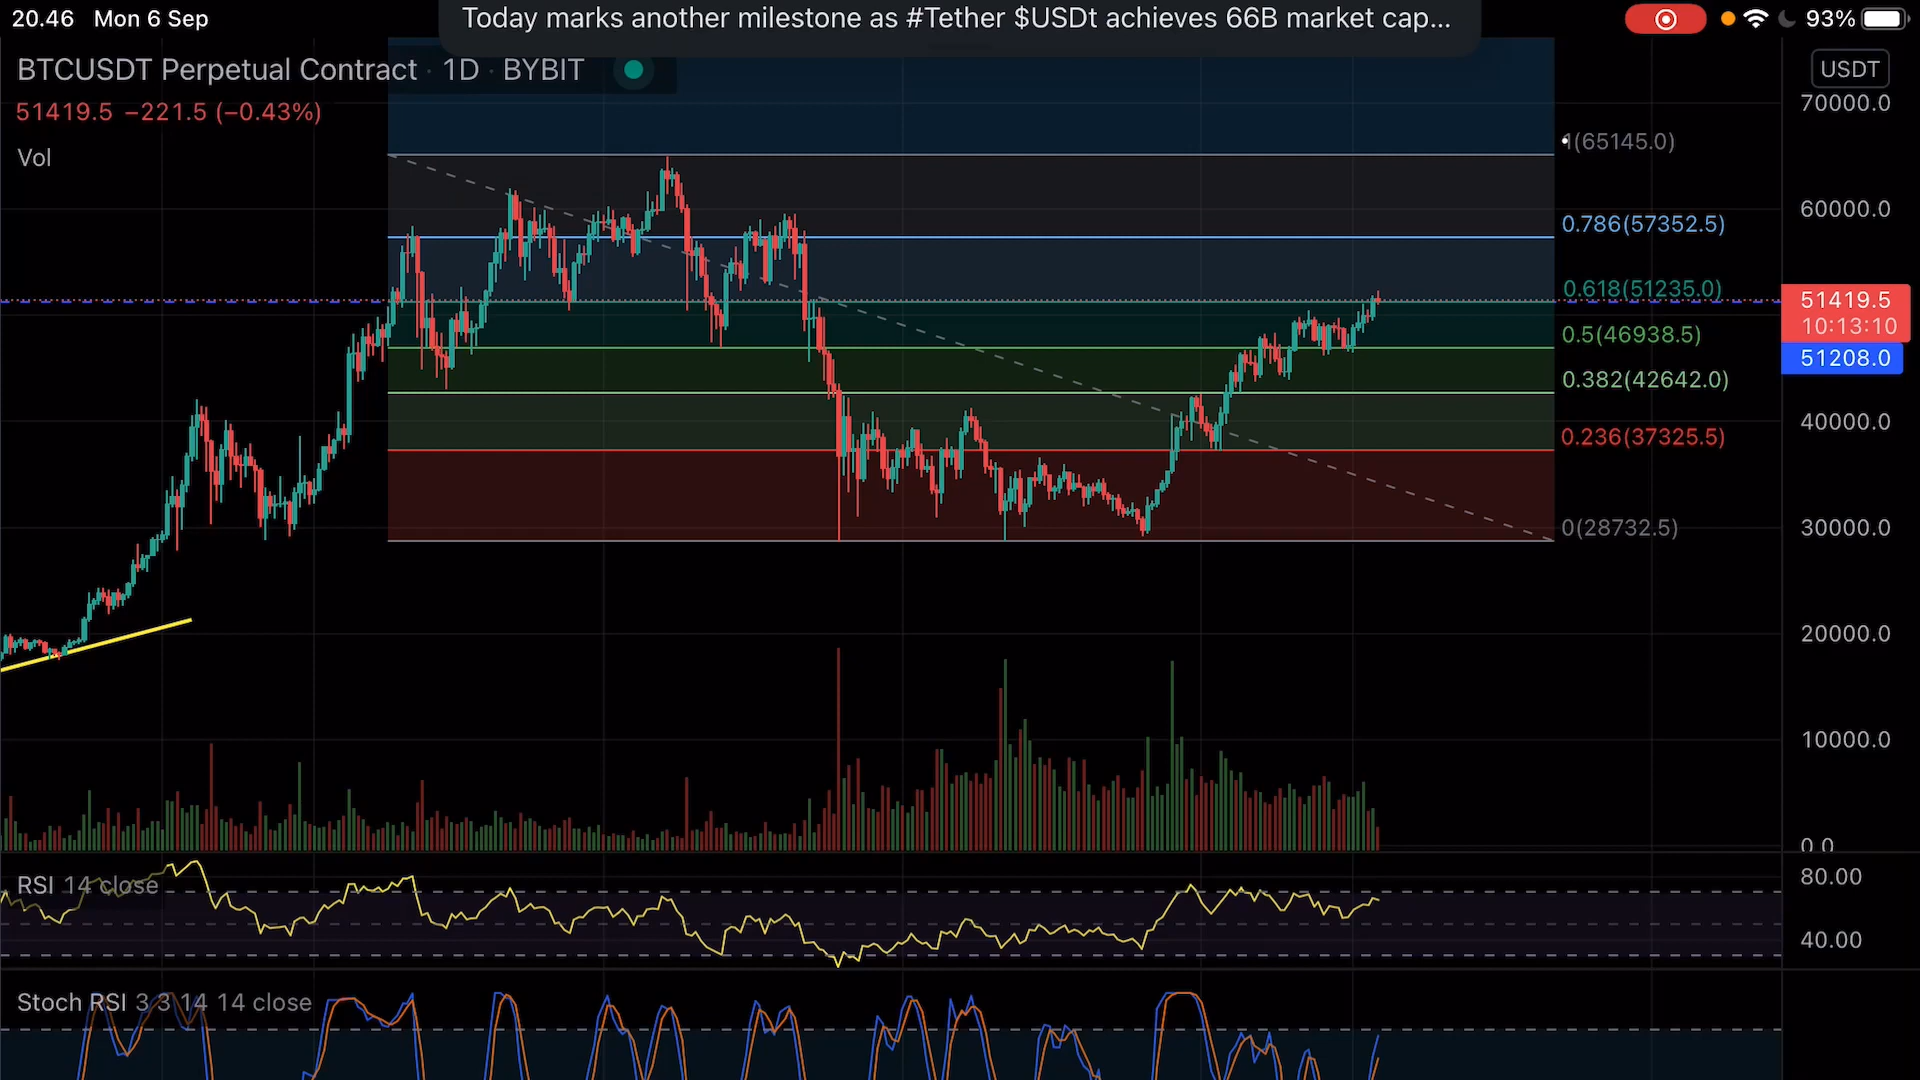 20.46 Mon 6 Sep
Today marks another milestone as #Tether $USDt achieves 66B market cap...
93%
BTCUSDT Perpetual Contract · 1D · BYBIT
USDT
51419.5 −221.5 (−0.43%)
Vol
70000.0
1(65145.0)
60000.0
0.786(57352.5)
0.618(51235.0)
51419.5
10:13:10
0.5(46938.5)
51208.0
0.382(42642.0)
40000.0
0.236(37325.5)
0(28732.5)
30000.0
20000.0
10000.0
0.0
RSI 14 close
80.00
40.00
Stoch RSI 3 3 14 14 close